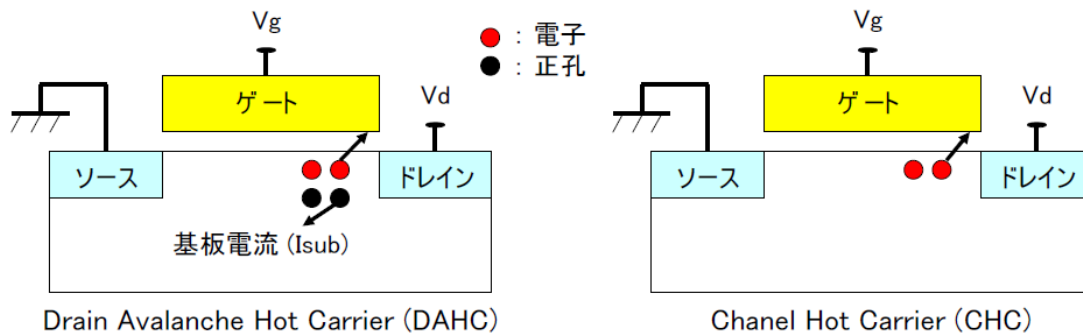 Vg
ゲート
Vd
ソース
ドレイン
基板電流 (Isub)
Drain Avalanche Hot Carrier (DAHC)
: 電子
: 正孔
Vg
ゲート
Vd
ソース
ドレイン
Chanel Hot Carrier (CHC)